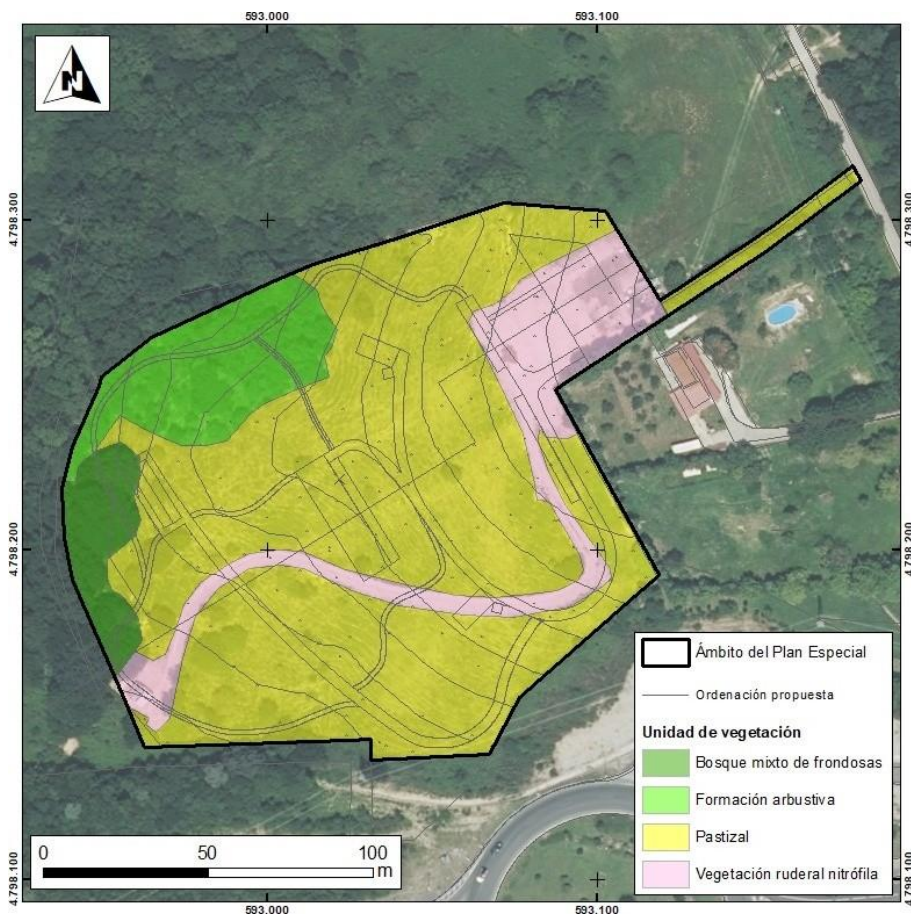 593.000 593.100
N
4.798.300 4.798.300
4.798.200 4.798.200
Ámbito del Plan Especial
Ordenación propuesta
Unidad de vegetación
Bosque mixto de frondosas
Formación arbustiva
Pastizal
Vegetación ruderal nitrófila
0 50 100
m
4.798.100 4.798.100
593.000 593.100